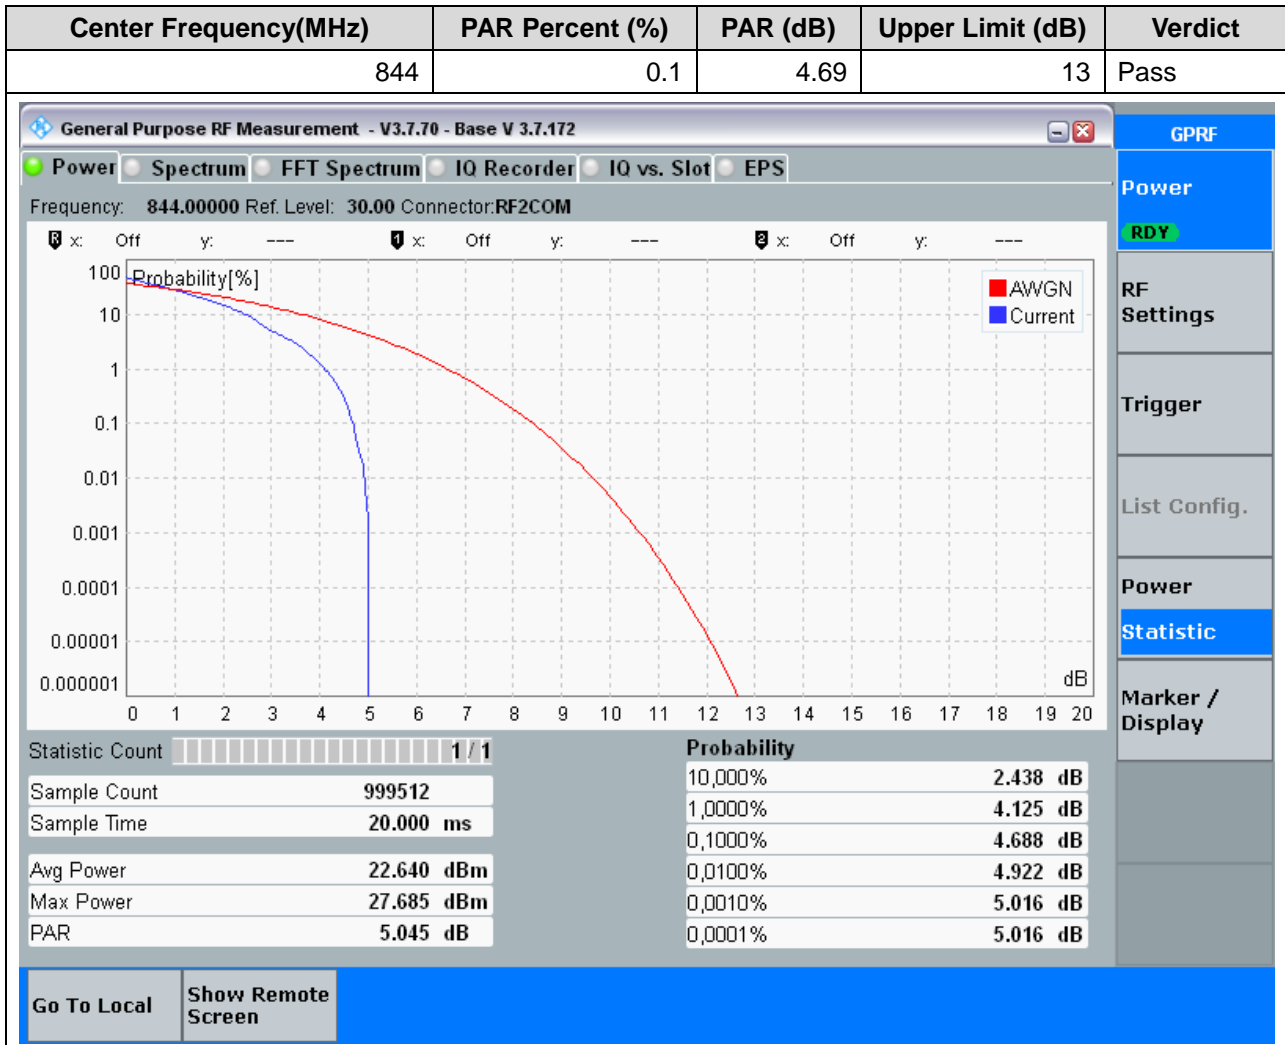 Center Frequency(MHz) PAR Percent (%) PAR (dB) Upper Limit (dB) Verdict
844 0.1 4.69 13 Pass
General Purpose RF Measurement - V3.7.70 - Base V 3.7.172
GPRF
Power Spectrum FFT Spectrum IQ Recorder IQ vs. Slot EPS
Power
RDY
Frequency: 844.00000 Ref. Level: 30.00 Connector:RF2COM
R x: Off y: --- 1 x: Off y: --- 2 x: Off y: ---
Probability[%]
100
10
1
0.1
0.01
0.001
0.0001
0.00001
0.000001
AWGN
Current
dB
0 1 2 3 4 5 6 7 8 9 10 11 12 13 14 15 16 17 18 19 20
RF
Settings
Trigger
List Config.
Power
Statistic
Marker /
Display
Statistic Count 1 / 1
Sample Count 999512
Sample Time 20.000 ms
Avg Power 22.640 dBm
Max Power 27.685 dBm
PAR 5.045 dB
Probability
10,000% 2.438 dB
1,0000% 4.125 dB
0,1000% 4.688 dB
0,0100% 4.922 dB
0,0010% 5.016 dB
0,0001% 5.016 dB
Go To Local
Show Remote
Screen